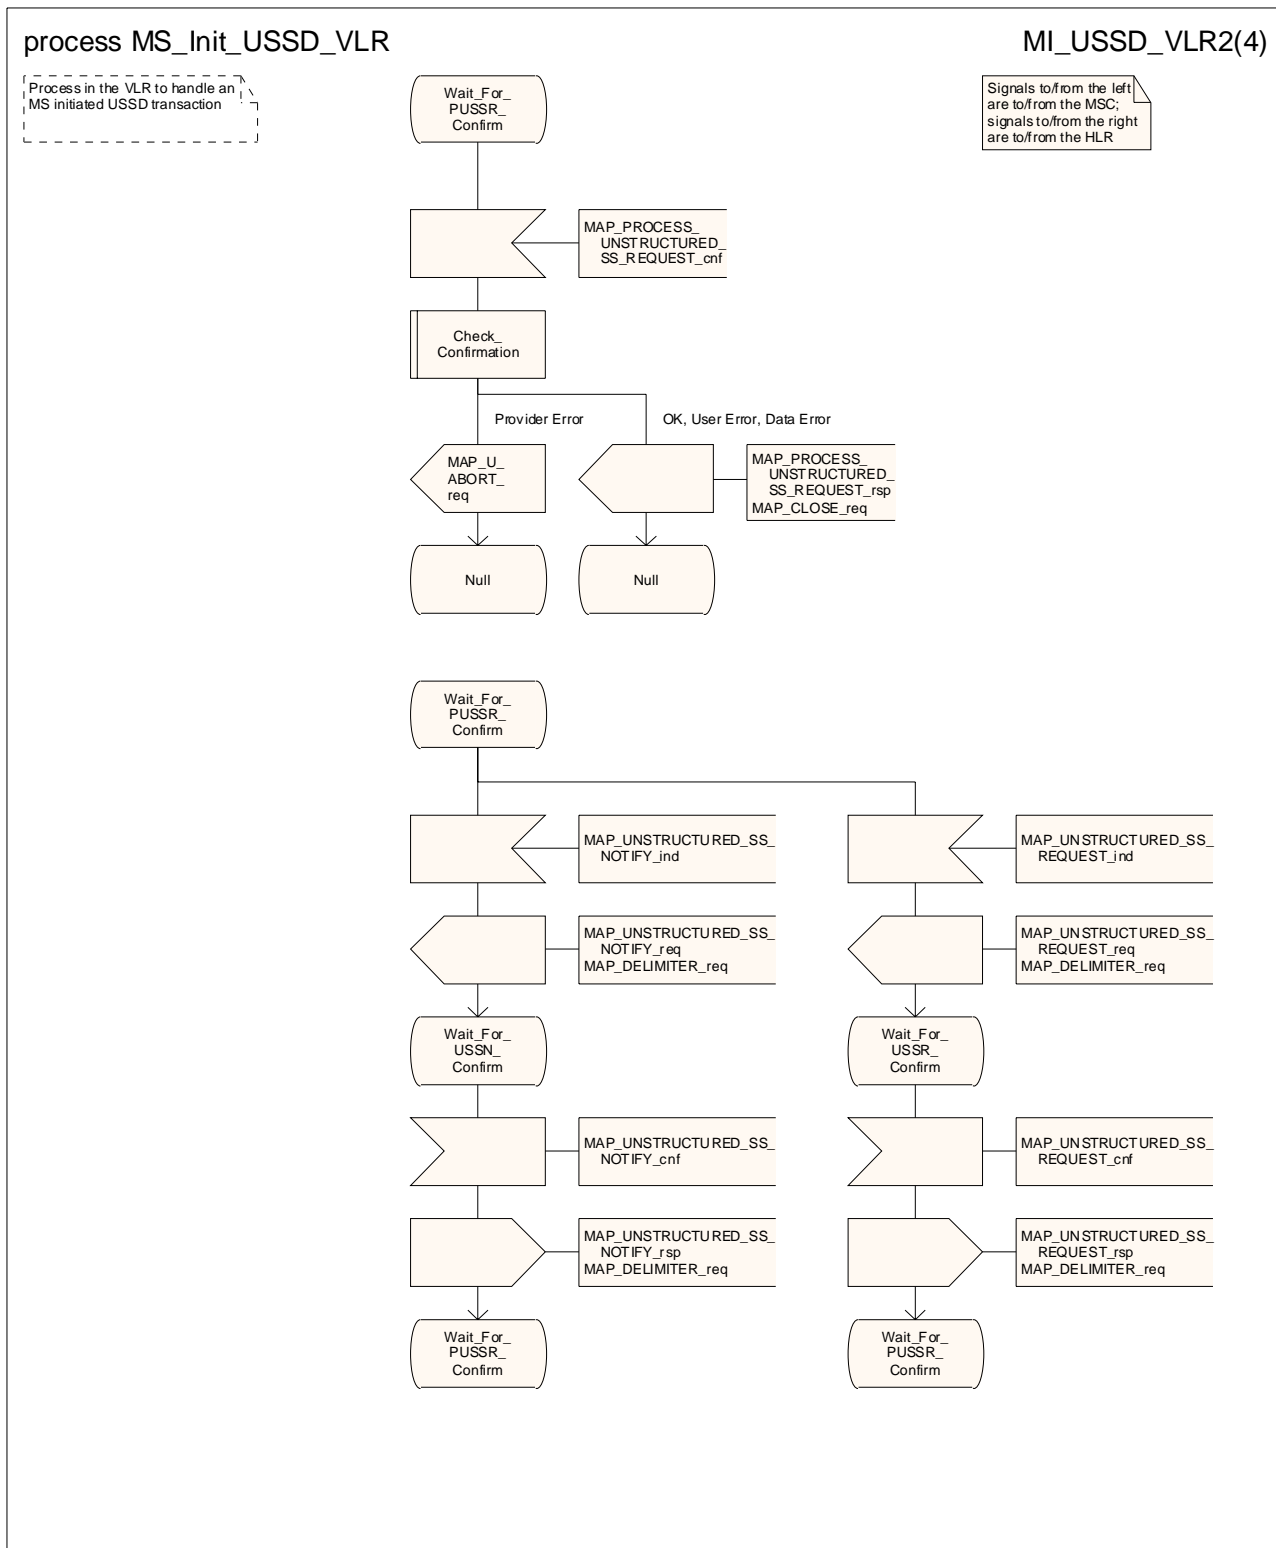 process MS_Init_USSD_VLR
MI_USSD_VLR2(4)
Process in the VLR to handle an
MS initiated USSD transaction
Wait_For_
PUSSR_
Confirm
Signals to/from the left
are to/from the MSC;
signals to/from the right
are to/from the HLR
MAP_PROCESS_
UNSTRUCTURED_
SS_REQUEST_cnf
Check_
Confirmation
Provider Error
OK, User Error, Data Error
MAP_U_
ABORT_
req
MAP_PROCESS_
UNSTRUCTURED_
SS_REQUEST_rsp
MAP_CLOSE_req
Null
Null
Wait_For_
PUSSR_
Confirm
MAP_UNSTRUCTURED_SS_
NOTIFY_ind
MAP_UNSTRUCTURED_SS_
REQUEST_ind
MAP_UNSTRUCTURED_SS_
NOTIFY_req
MAP_DELIMITER_req
MAP_UNSTRUCTURED_SS_
REQUEST_req
MAP_DELIMITER_req
Wait_For_
USSN_
Confirm
Wait_For_
USSR_
Confirm
MAP_UNSTRUCTURED_SS_
NOTIFY_cnf
MAP_UNSTRUCTURED_SS_
REQUEST_cnf
MAP_UNSTRUCTURED_SS_
NOTIFY_rsp
MAP_DELIMITER_req
MAP_UNSTRUCTURED_SS_
REQUEST_rsp
MAP_DELIMITER_req
Wait_For_
PUSSR_
Confirm
Wait_For_
PUSSR_
Confirm